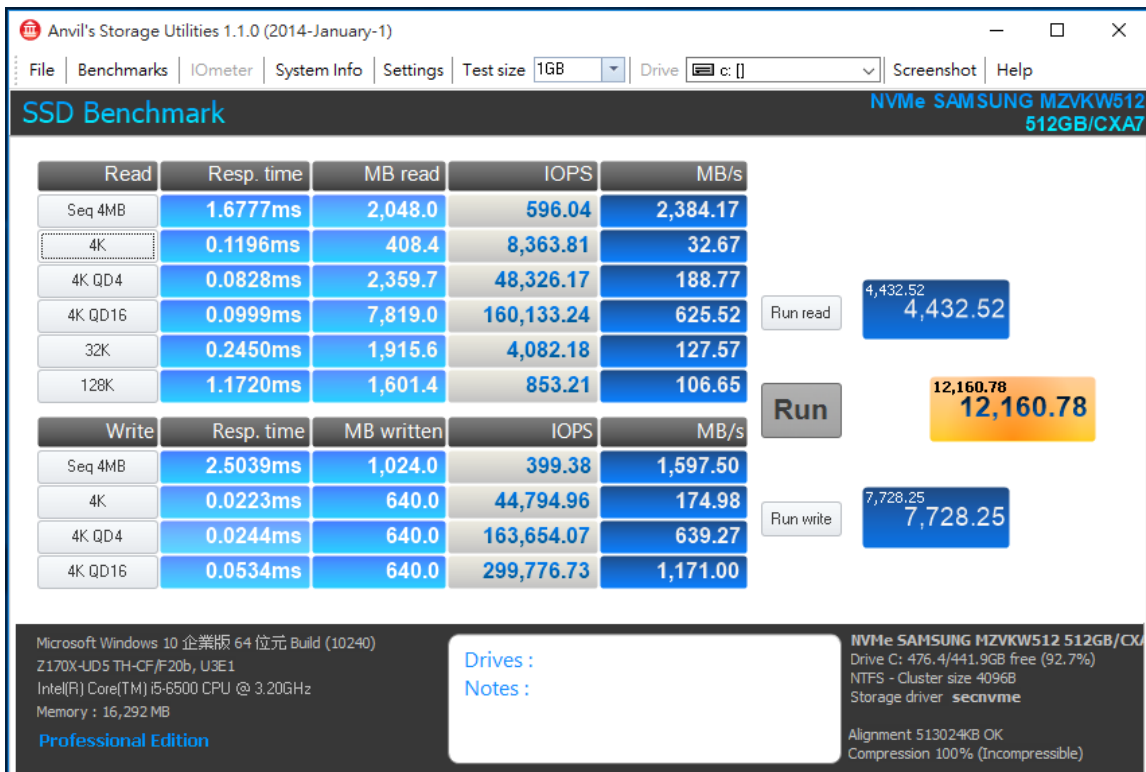 Anvil's Storage Utilities 1.1.0 (2014-January-1)
File Benchmarks IOmeter System Info Settings Test size 1GB Drive c: [] Screenshot Help
SSD Benchmark
NVMe SAMSUNG MZVKW512
512GB/CXA7
Read Resp. time MB read IOPS MB/s
Seq 4MB 1.6777ms 2,048.0 596.04 2,384.17
4K 0.1196ms 408.4 8,363.81 32.67
4K QD4 0.0828ms 2,359.7 48,326.17 188.77
4K QD16 0.0999ms 7,819.0 160,133.24 625.52
32K 0.2450ms 1,915.6 4,082.18 127.57
128K 1.1720ms 1,601.4 853.21 106.65
Run read
4,432.52
4,432.52
Run
12,160.78
12,160.78
Write Resp. time MB written IOPS MB/s
Seq 4MB 2.5039ms 1,024.0 399.38 1,597.50
4K 0.0223ms 640.0 44,794.96 174.98
4K QD4 0.0244ms 640.0 163,654.07 639.27
4K QD16 0.0534ms 640.0 299,776.73 1,171.00
Run write
7,728.25
7,728.25
Microsoft Windows 10 企業版 64 位元 Build (10240)
Z170X-UD5 TH-CF/F20b, U3E1
Intel(R) Core(TM) i5-6500 CPU @ 3.20GHz
Memory : 16,292 MB
Professional Edition
Drives :
Notes :
NVMe SAMSUNG MZVKW512 512GB/CXA
Drive C: 476.4/441.9GB free (92.7%)
NTFS - Cluster size 4096B
Storage driver secnvme
Alignment 513024KB OK
Compression 100% (Incompressible)